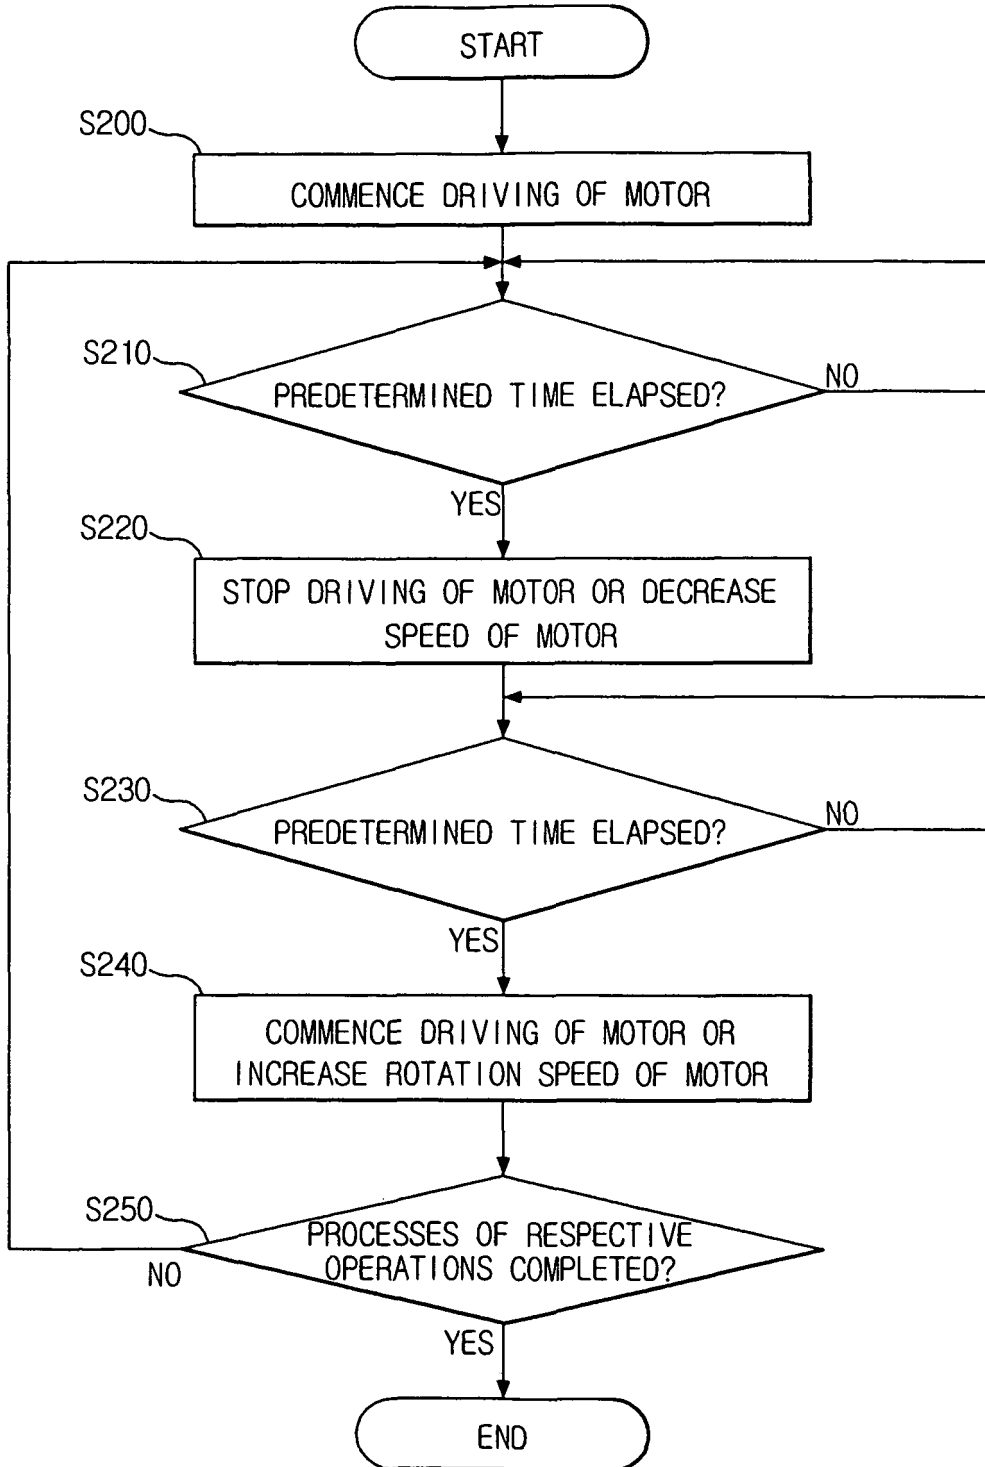 START
S200
COMMENCE DRIVING OF MOTOR
S210
PREDETERMINED TIME ELAPSED?
NO
YES
S220
STOP DRIVING OF MOTOR OR DECREASE
SPEED OF MOTOR
S230
PREDETERMINED TIME ELAPSED?
NO
YES
S240
COMMENCE DRIVING OF MOTOR OR
INCREASE ROTATION SPEED OF MOTOR
S250
PROCESSES OF RESPECTIVE
OPERATIONS COMPLETED?
NO
YES
END